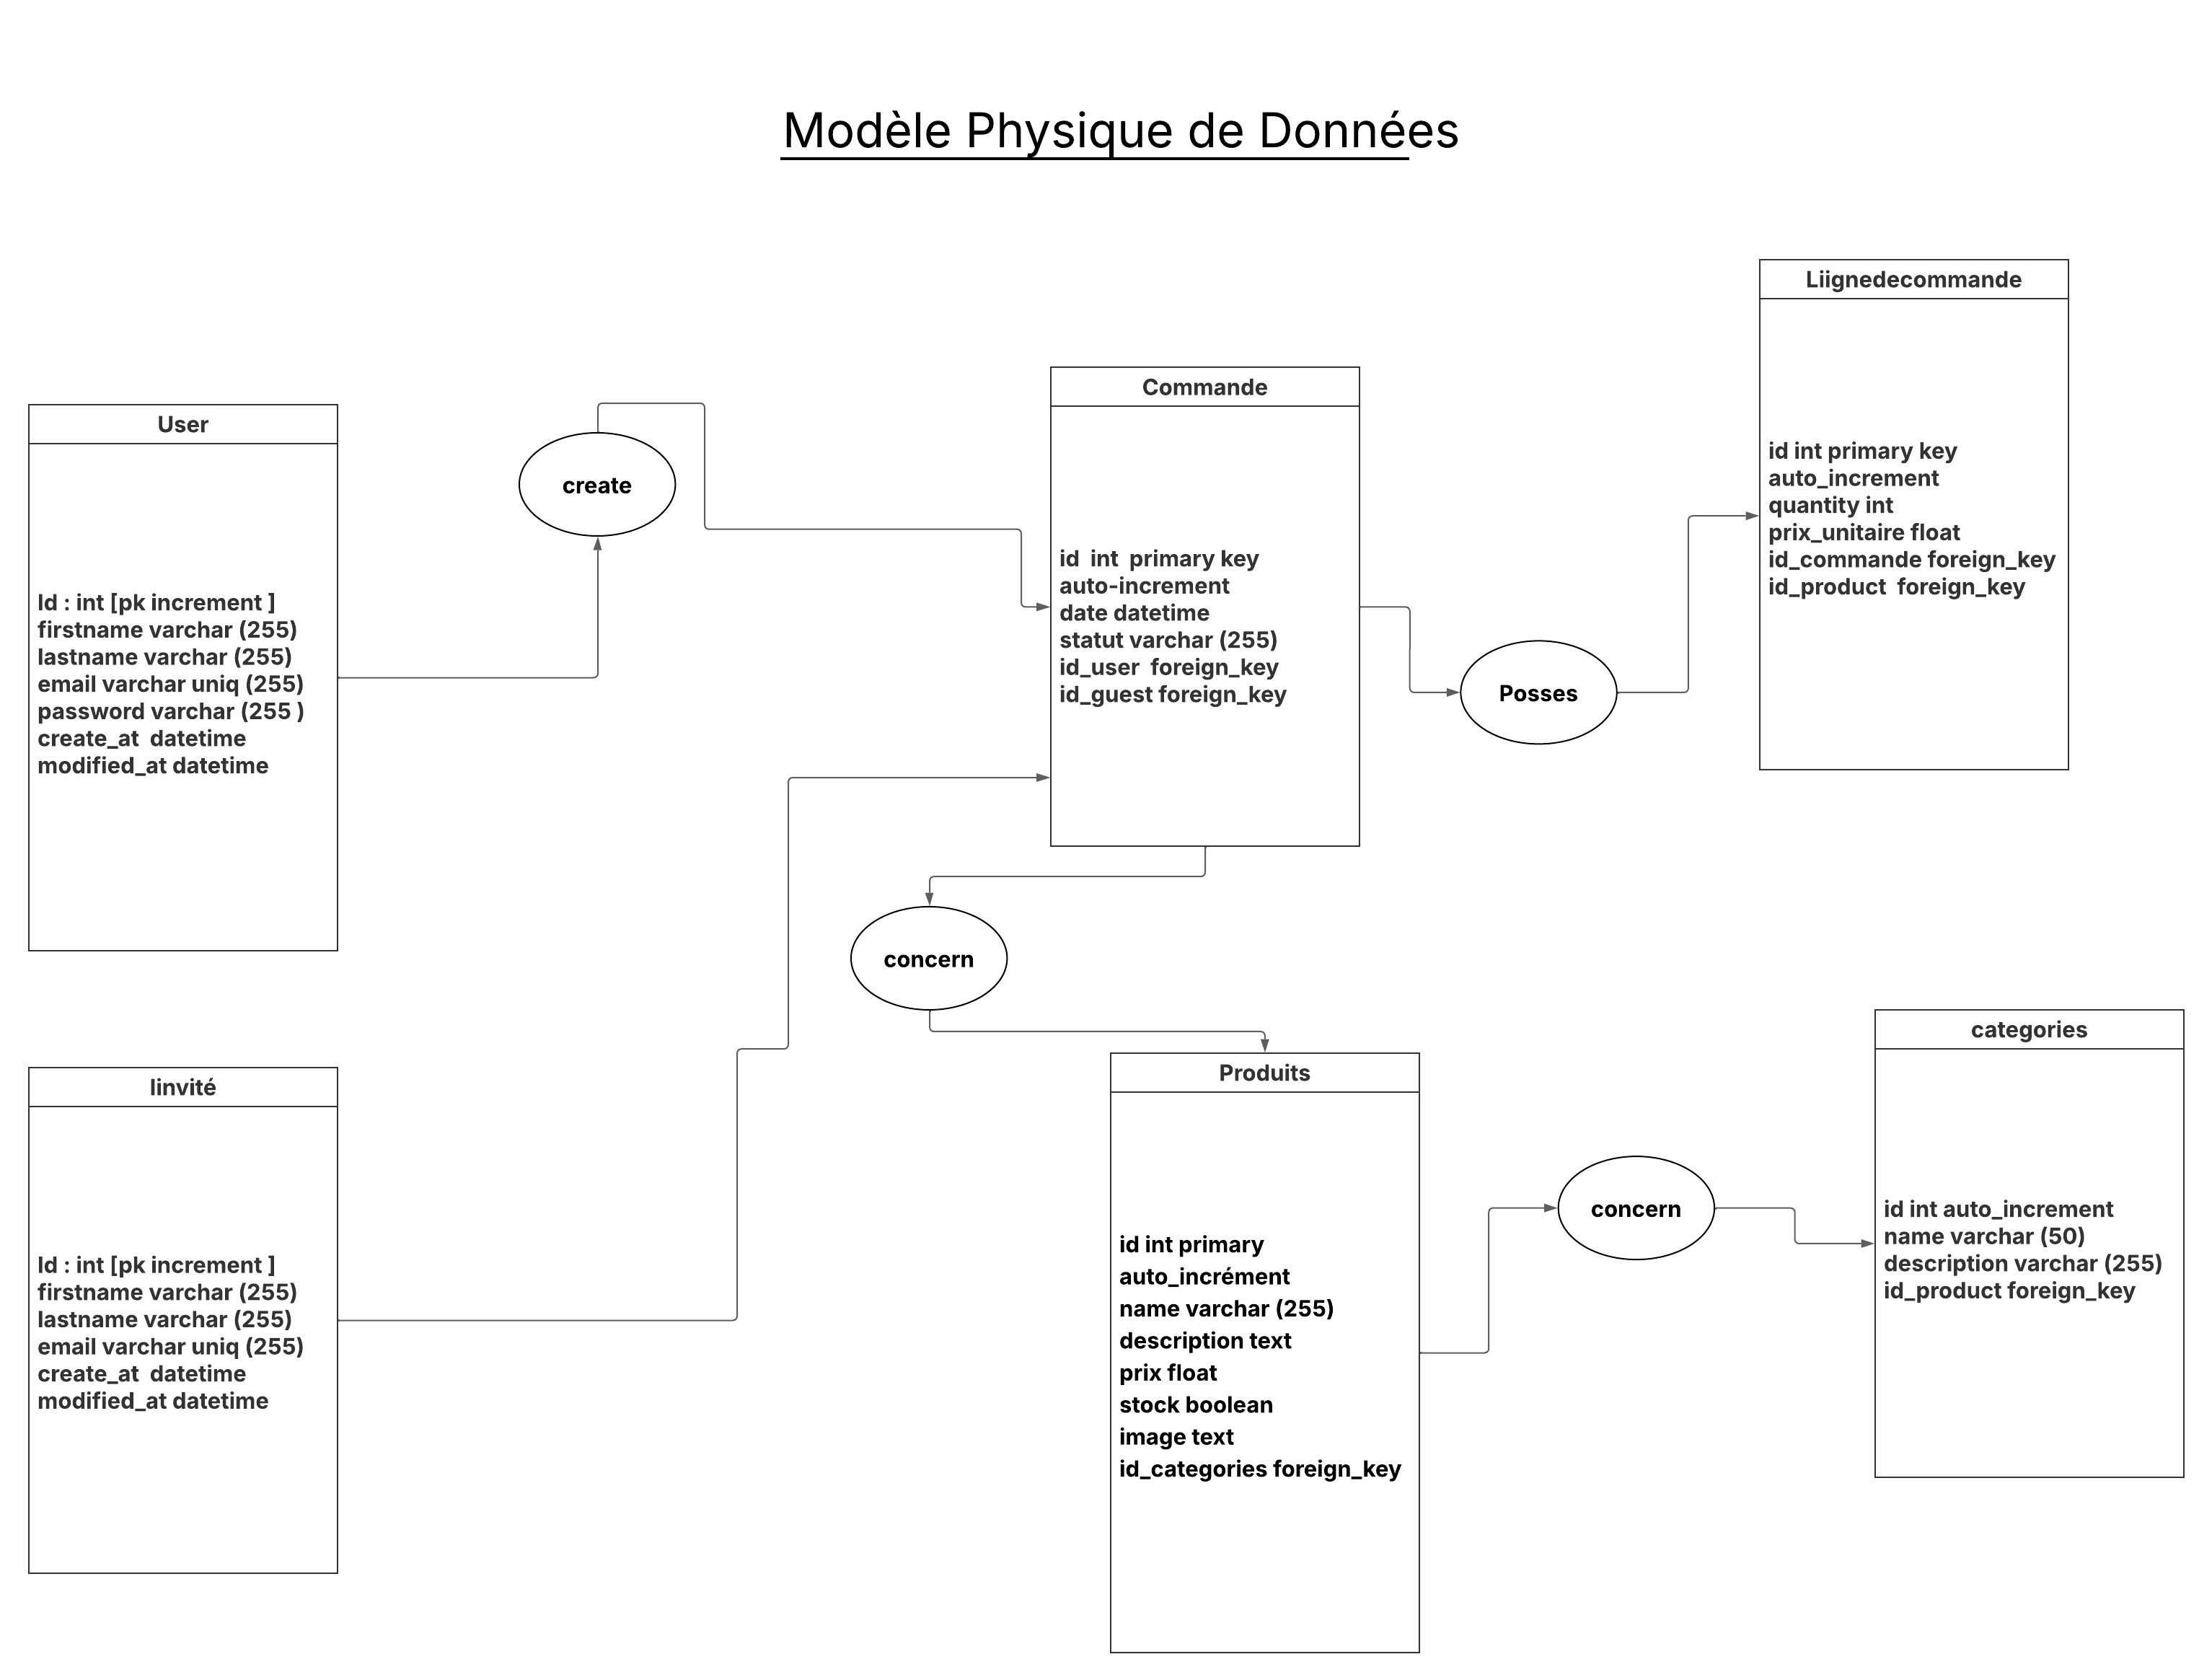 Modèle Physique de Données
Liignedecommande
id int primary key
auto_increment
quantity int
prix_unitaire float
id_commande foreign_key
id_product  foreign_key
Commande
id  int  primary key
auto-increment
date datetime
statut varchar (255)
id_user  foreign_key
id_guest foreign_key
User
Id : int [pk increment ]
firstname varchar (255)
lastname varchar (255)
email varchar uniq (255)
password varchar (255 )
create_at  datetime
modified_at datetime
create
Posses
concern
Iinvité
Id : int [pk increment ]
firstname varchar (255)
lastname varchar (255)
email varchar uniq (255)
create_at  datetime
modified_at datetime
Produits
id int primary
auto_incrément
name varchar (255)
description text
prix float
stock boolean
image text
id_categories foreign_key
concern
categories
id int auto_increment
name varchar (50)
description varchar (255)
id_product foreign_key